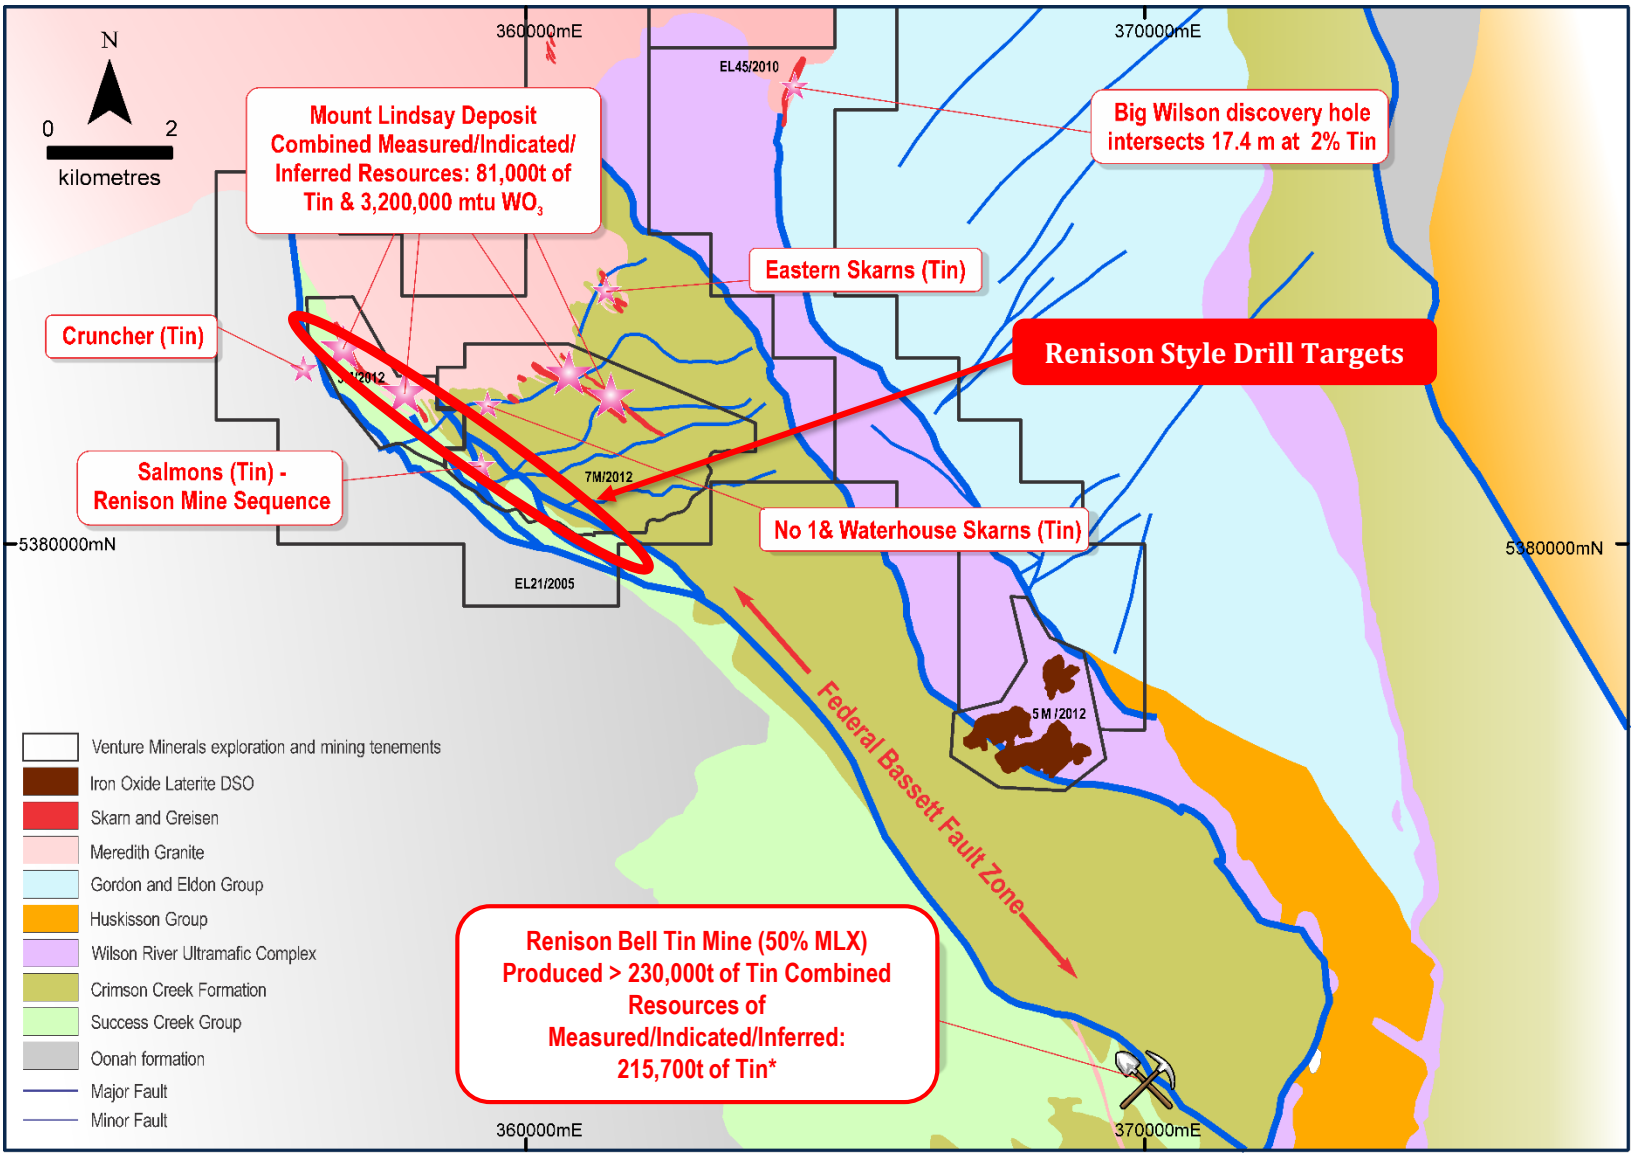 360000mE
370000mE
N
0 2
kilometres
EL45/2010
Mount Lindsay Deposit
Combined Measured/Indicated/
Inferred Resources: 81,000t of
Tin & 3,200,000 mtu WO₃
Big Wilson discovery hole
intersects 17.4 m at 2% Tin
Eastern Skarns (Tin)
Cruncher (Tin)
Renison Style Drill Targets
/2012
Salmons (Tin) -
Renison Mine Sequence
7M/2012
No 1& Waterhouse Skarns (Tin)
5380000mN
5380000mN
EL21/2005
Federal Bassett Fault Zone
5 M /2012
Venture Minerals exploration and mining tenements
Iron Oxide Laterite DSO
Skarn and Greisen
Meredith Granite
Gordon and Eldon Group
Huskisson Group
Wilson River Ultramafic Complex
Crimson Creek Formation
Success Creek Group
Oonah formation
Major Fault
Minor Fault
Renison Bell Tin Mine (50% MLX)
Produced > 230,000t of Tin Combined
Resources of
Measured/Indicated/Inferred:
215,700t of Tin*
360000mE
370000mE